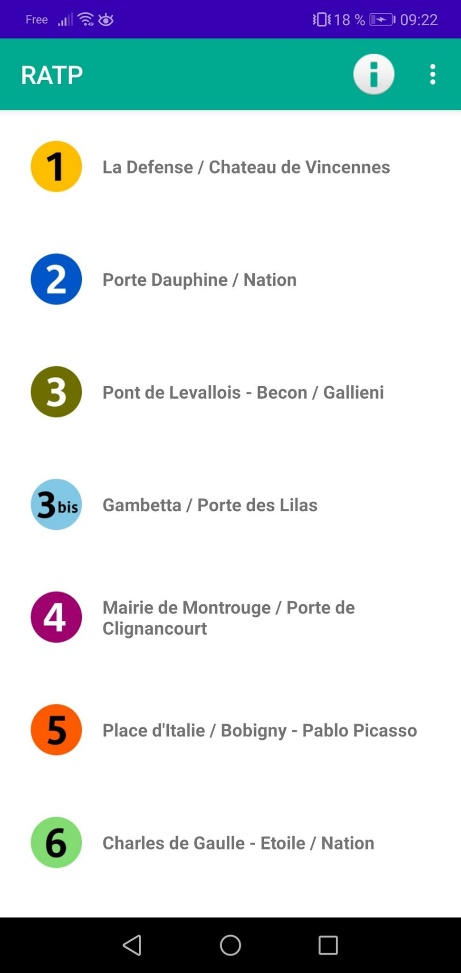 Free 18 % 09:22
RATP
1 La Defense / Chateau de Vincennes
2 Porte Dauphine / Nation
3 Pont de Levallois - Becon / Gallieni
3bis Gambetta / Porte des Lilas
4 Mairie de Montrouge / Porte de
Clignancourt
5 Place d'Italie / Bobigny - Pablo Picasso
6 Charles de Gaulle - Etoile / Nation